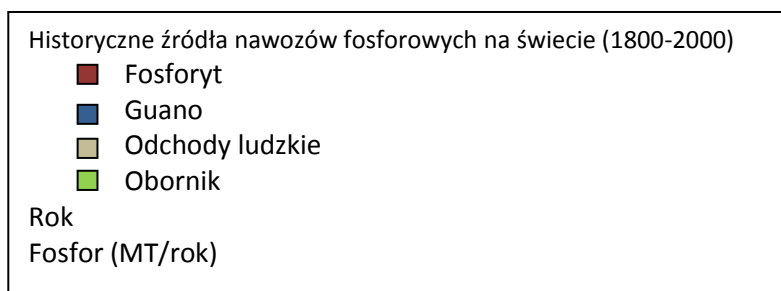 Historyczne źródła nawozów fosforowych na świecie (1800-2000)
Fosforyt
Guano
Odchody ludzkie
Obornik
Rok
Fosfor (MT/rok)